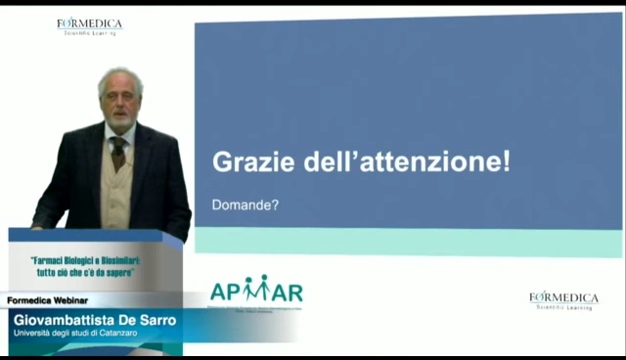 FORMEDICA
Scientific Learning
Grazie dell'attenzione!
Domande?
"Farmaci Biologici e Biosimilari:
tutto ciò che c'è da sapere"
APMAR
Formedica Webinar
Giovambattista De Sarro
Università degli studi di Catanzaro
FORMEDICA
Scientific Learning